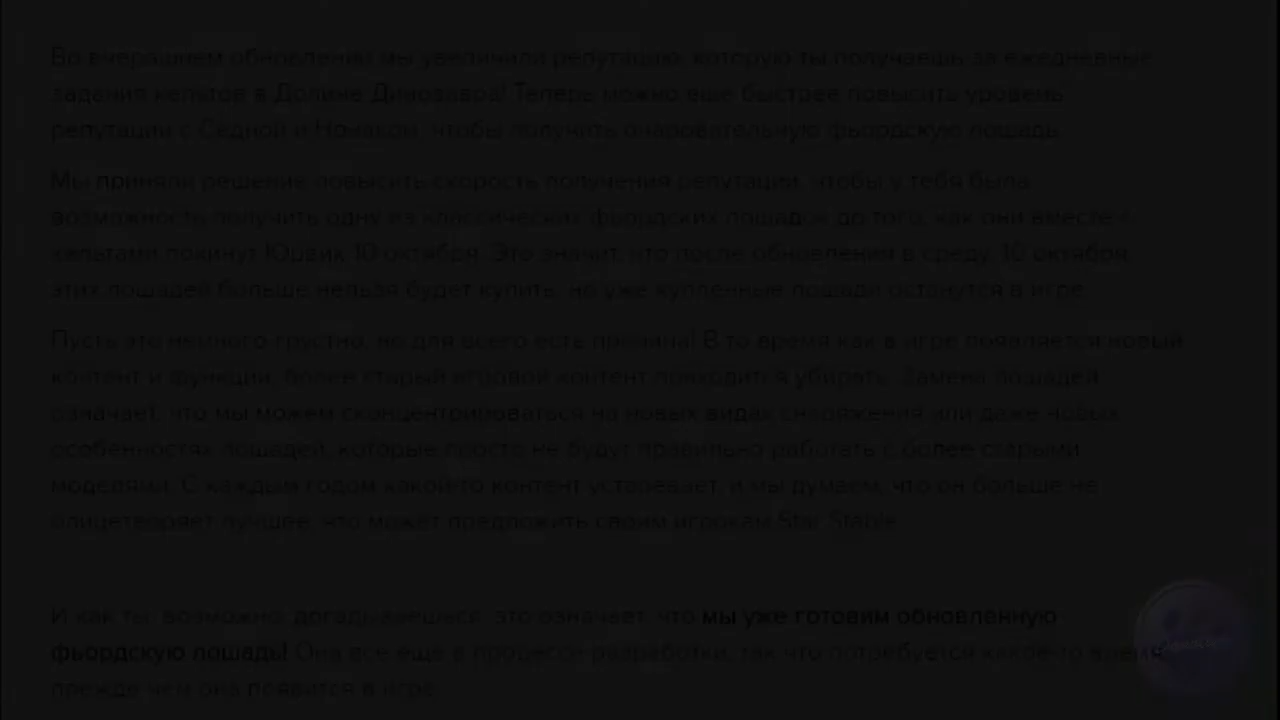 Во вчерашнем обновлении мы увеличили репутацию, которую ты получаешь за ежедневные
задания кельтов в Долине Динозавров! Теперь можно еще быстрее повысить уровень
репутации с Седной и Нонаком, чтобы получить очаровательную фьордскую лошадь.
Мы приняли решение повысить скорость получения репутации, чтобы у тебя была
возможность получить одну из классических фьордских лошадок до того, как они вместе с
кельтами покинут Юрвик 10 октября. Это значит, что после обновления в среду, 10 октября,
этих лошадей больше нельзя будет купить, но уже купленные лошади останутся в игре.
Пусть это немного грустно, но для всего есть причина! В то время как в игре появляется новый
контент и функции, более старый игровой контент приходится убирать. Замена лошадей
означает, что мы можем сконцентрироваться на новых видах снаряжения или даже новых
особенностях лошадей, которые просто не будут правильно работать с более старыми
моделями. С каждым годом какой-то контент устаревает, и мы думаем, что он больше не
олицетворяет лучшее, что может предложить своим игрокам Star Stable.
И как ты, возможно, догадываешься, это означает, что мы уже готовим обновленную
фьордскую лошадь! Она все еще в процессе разработки, так что потребуется какое-то время,
прежде чем она появится в игре.